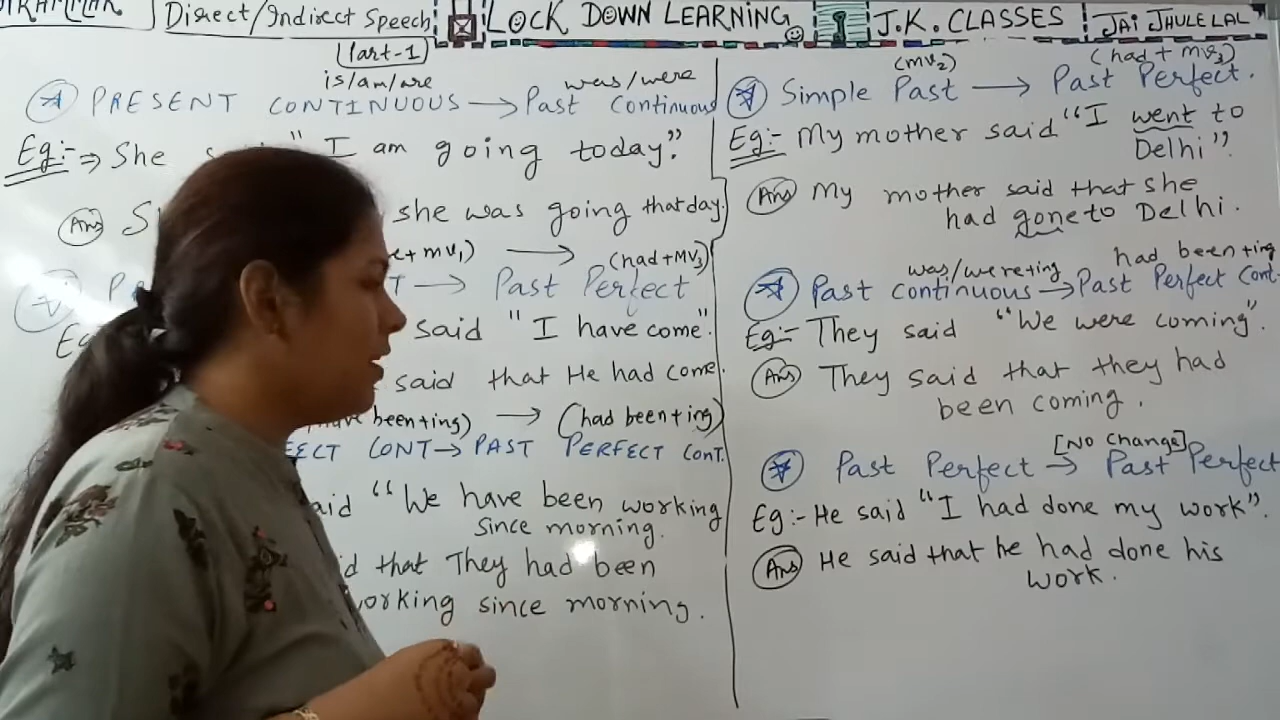 Direct/Indirect Speech
(Part-1)
LOCK DOWN LEARNING
J.K. CLASSES
JAI JHULELAL
is/am/are was/were
PRESENT CONTINUOUS → Past Continuous
Eg:- ⇒ She "I am going today."
Ans she was going that day.
+ mv1) → (had+MV3)
→ Past Perfect
said "I have come".
said that He had come.
been+ing) → (had been+ing)
CONT → PAST PERFECT CONT.
"We have been working
since morning.
that They had been
working since morning.
(mv2) (had + mv3)
Simple Past → Past Perfect.
Eg:- My mother said "I went to
Delhi".
Ans My mother said that she
had gone to Delhi.
was/were+ing had been +ing
Past continuous → Past Perfect Cont
Eg:- They said "We were coming".
Ans They said that they had
been coming.
[No Change]
Past Perfect → Past Perfect
Eg:- He said "I had done my work".
Ans He said that he had done his
work.